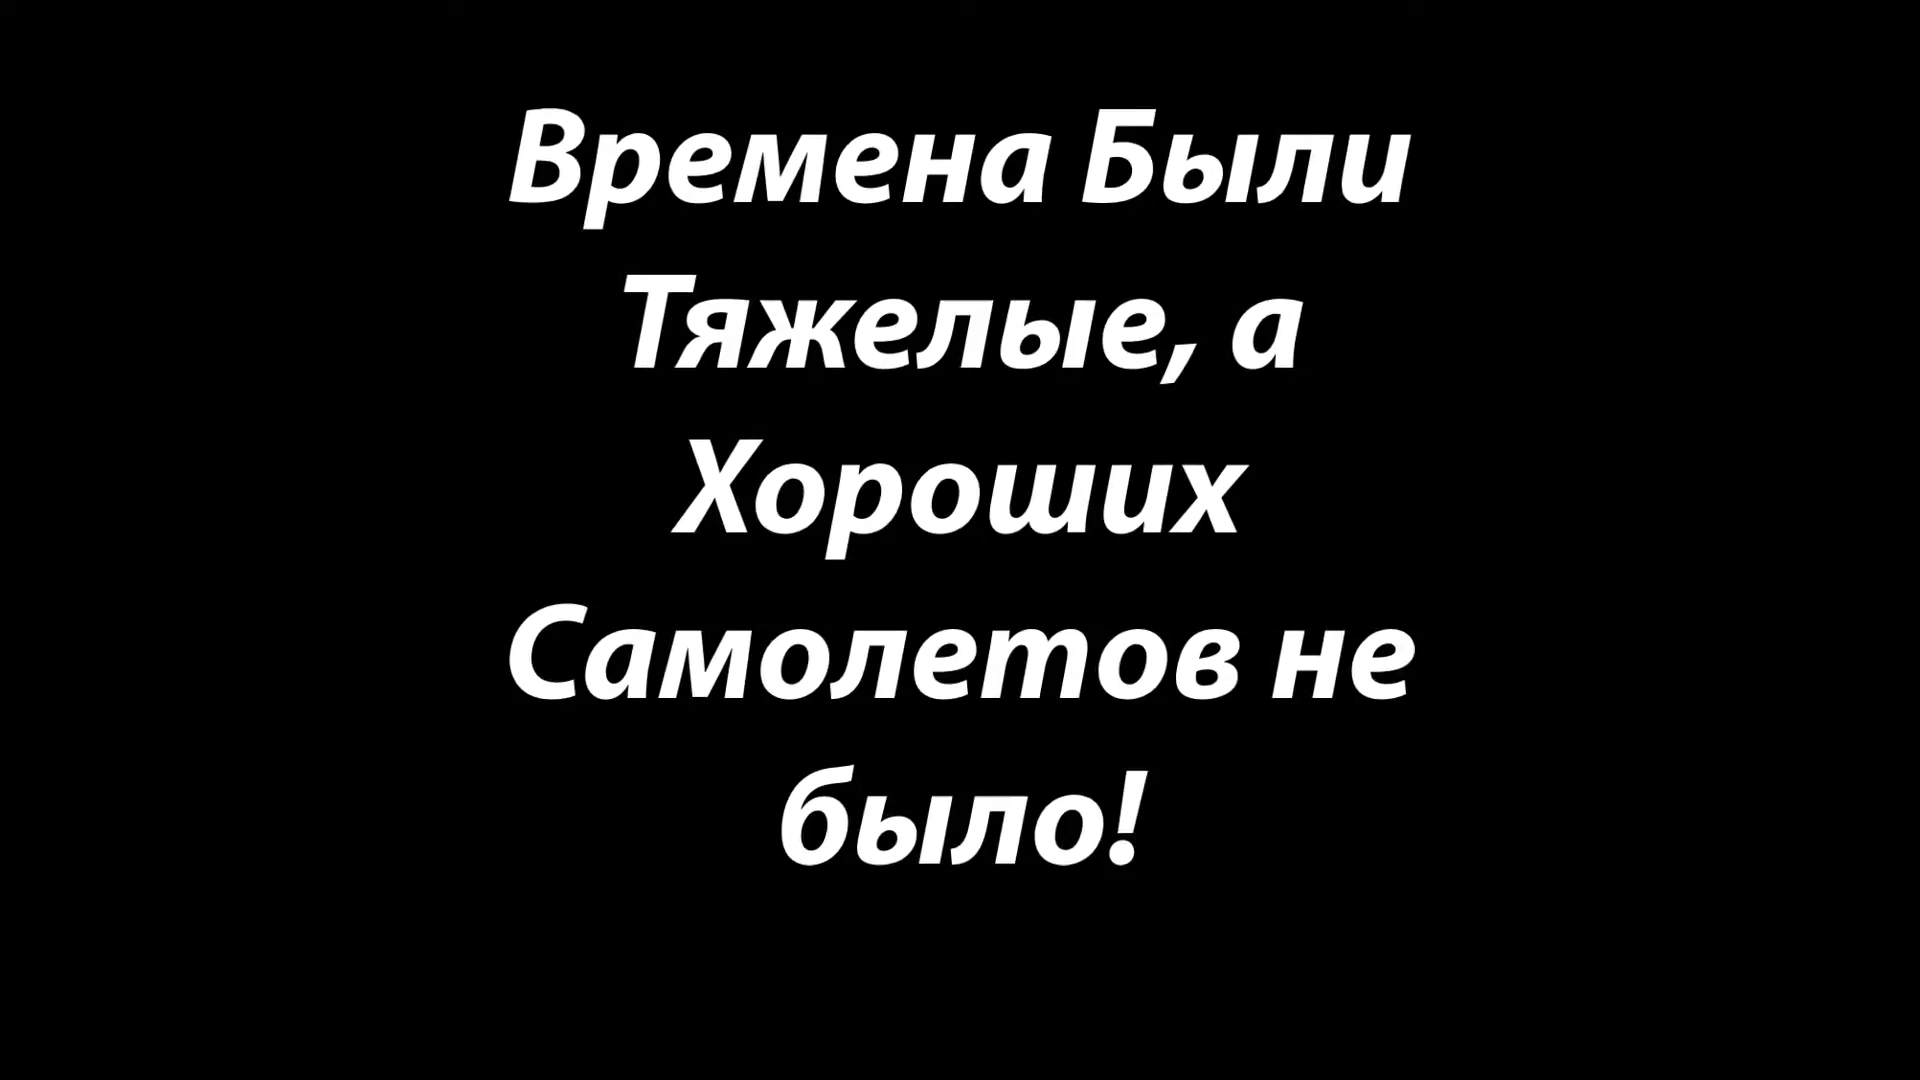 Времена Были
Тяжелые, а
Хороших
Самолетов не
было!